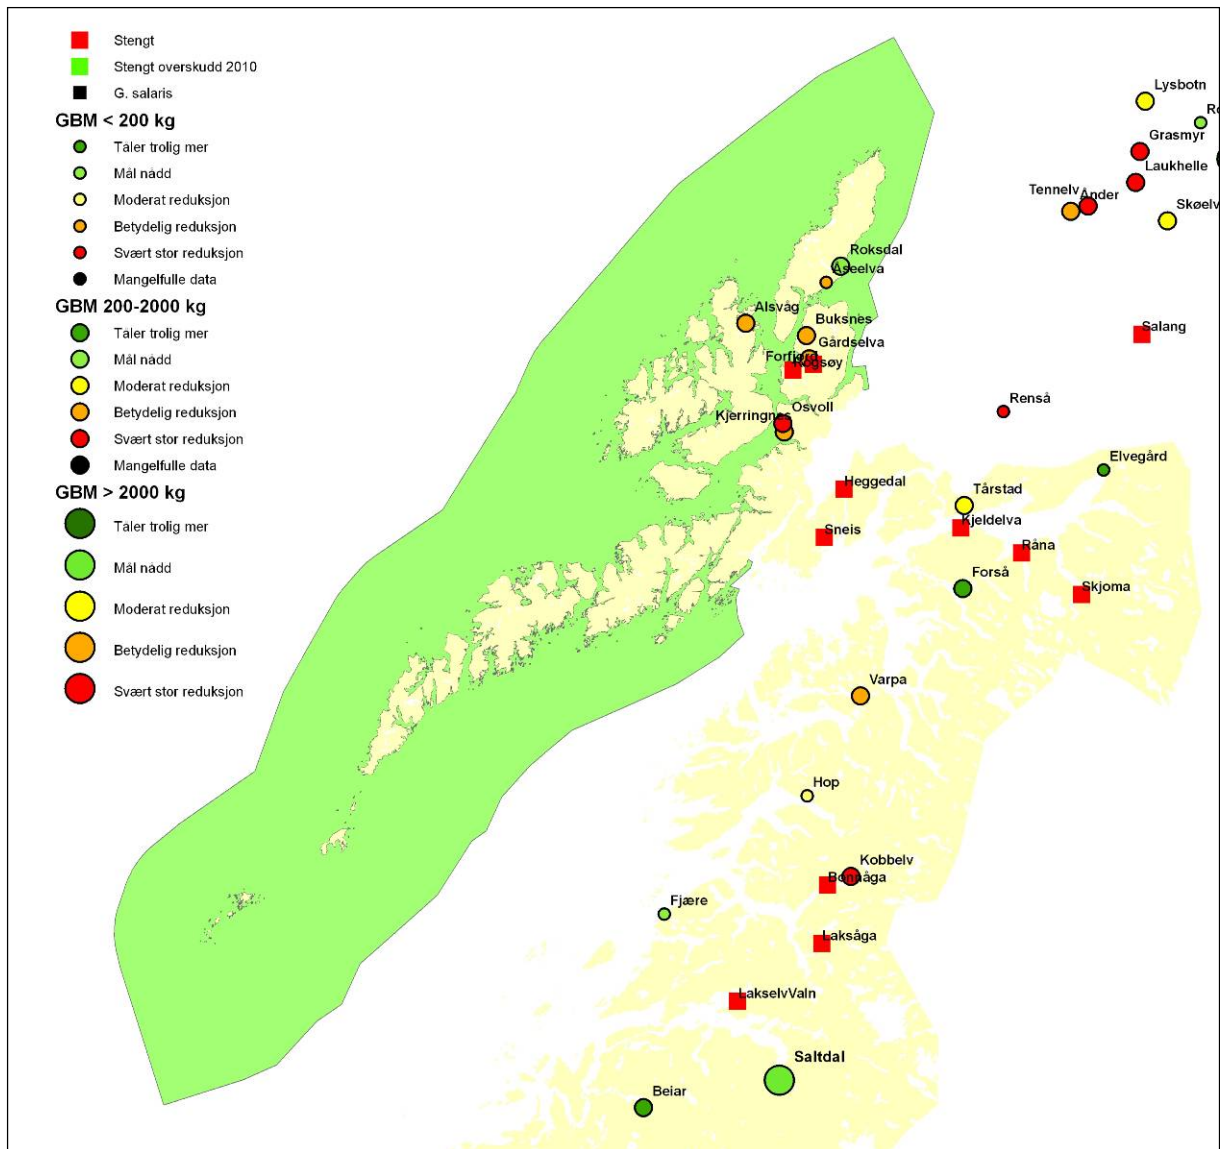 Stengt
Stengt overskudd 2010
G. salaris
GBM < 200 kg
Tåler trolig mer
Mål nådd
Moderat reduksjon
Betydelig reduksjon
Svært stor reduksjon
Mangelfulle data
GBM 200-2000 kg
Tåler trolig mer
Mål nådd
Moderat reduksjon
Betydelig reduksjon
Svært stor reduksjon
Mangelfulle data
GBM > 2000 kg
Tåler trolig mer
Mål nådd
Moderat reduksjon
Betydelig reduksjon
Svært stor reduksjon
Lysbotn
Grasmyr
Laukhelle
Tennelv
Ånder
Skøelv
Roksdal
Åseelva
Alsvåg
Buksnes
Gårdselva
Forfjord
Salang
Osvoll
Kjerringnes
Renså
Elvegård
Heggedal
Tårstad
Kjeldelva
Sneis
Råna
Forså
Skjoma
Varpa
Hop
Kobbelv
Bonnåga
Fjære
Laksåga
LakselvValn
Saltdal
Beiar